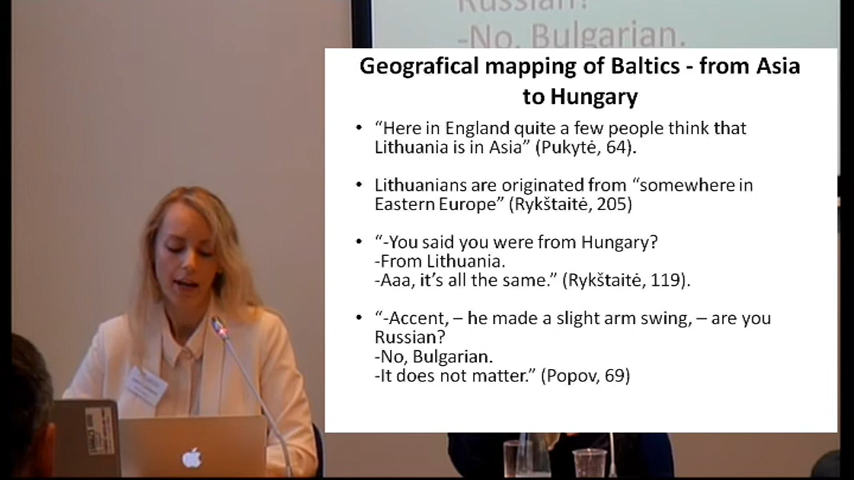 Russian?
-No, Bulgarian.
Geografical mapping of Baltics - from Asia
to Hungary
• “Here in England quite a few people think that
Lithuania is in Asia” (Pukytė, 64).
• Lithuanians are originated from “somewhere in
Eastern Europe” (Rykštaitė, 205)
• “-You said you were from Hungary?
-From Lithuania.
-Aaa, it’s all the same.” (Rykštaitė, 119).
• “-Accent, – he made a slight arm swing, – are you
Russian?
-No, Bulgarian.
-It does not matter.” (Popov, 69)